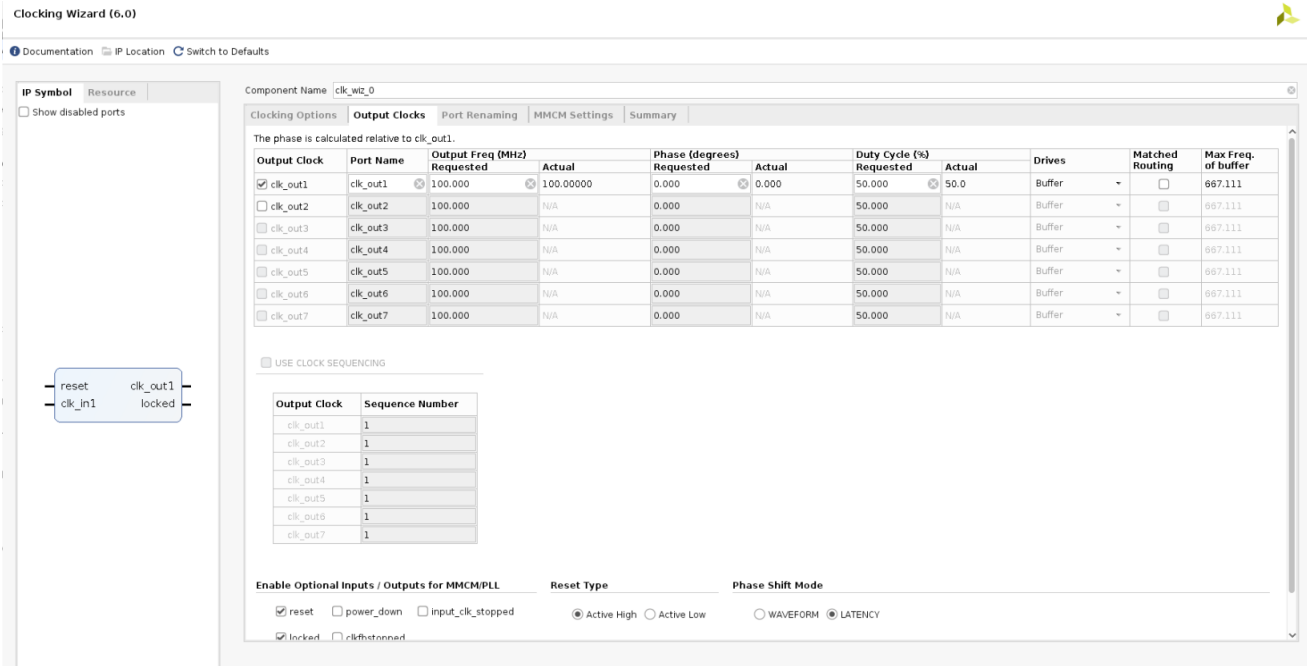 Clocking Wizard (6.0)
Documentation IP Location Switch to Defaults
IP Symbol Resource
Show disabled ports
reset clk_out1
clk_in1 locked
Component Name clk_wiz_0
Clocking Options Output Clocks Port Renaming MMCM Settings Summary
The phase is calculated relative to clk_out1.
Output Clock Port Name Output Freq (MHz) Phase (degrees) Duty Cycle (%) Drives Matched Routing Max Freq. of buffer
Requested Actual Requested Actual Requested Actual
clk_out1 clk_out1 100.000 100.00000 0.000 0.000 50.000 50.0 Buffer 667.111
clk_out2 clk_out2 100.000 N/A 0.000 N/A 50.000 N/A Buffer 667.111
clk_out3 clk_out3 100.000 N/A 0.000 N/A 50.000 N/A Buffer 667.111
clk_out4 clk_out4 100.000 N/A 0.000 N/A 50.000 N/A Buffer 667.111
clk_out5 clk_out5 100.000 N/A 0.000 N/A 50.000 N/A Buffer 667.111
clk_out6 clk_out6 100.000 N/A 0.000 N/A 50.000 N/A Buffer 667.111
clk_out7 clk_out7 100.000 N/A 0.000 N/A 50.000 N/A Buffer 667.111
USE CLOCK SEQUENCING
Output Clock Sequence Number
clk_out1 1
clk_out2 1
clk_out3 1
clk_out4 1
clk_out5 1
clk_out6 1
clk_out7 1
Enable Optional Inputs / Outputs for MMCM/PLL Reset Type Phase Shift Mode
reset power_down input_clk_stopped Active High Active Low WAVEFORM LATENCY
locked clkfbstopped